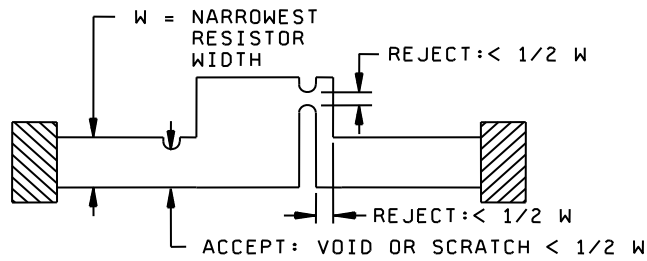 W = NARROWEST
RESISTOR
WIDTH
REJECT:< 1/2 W
REJECT:< 1/2 W
ACCEPT: VOID OR SCRATCH < 1/2 W